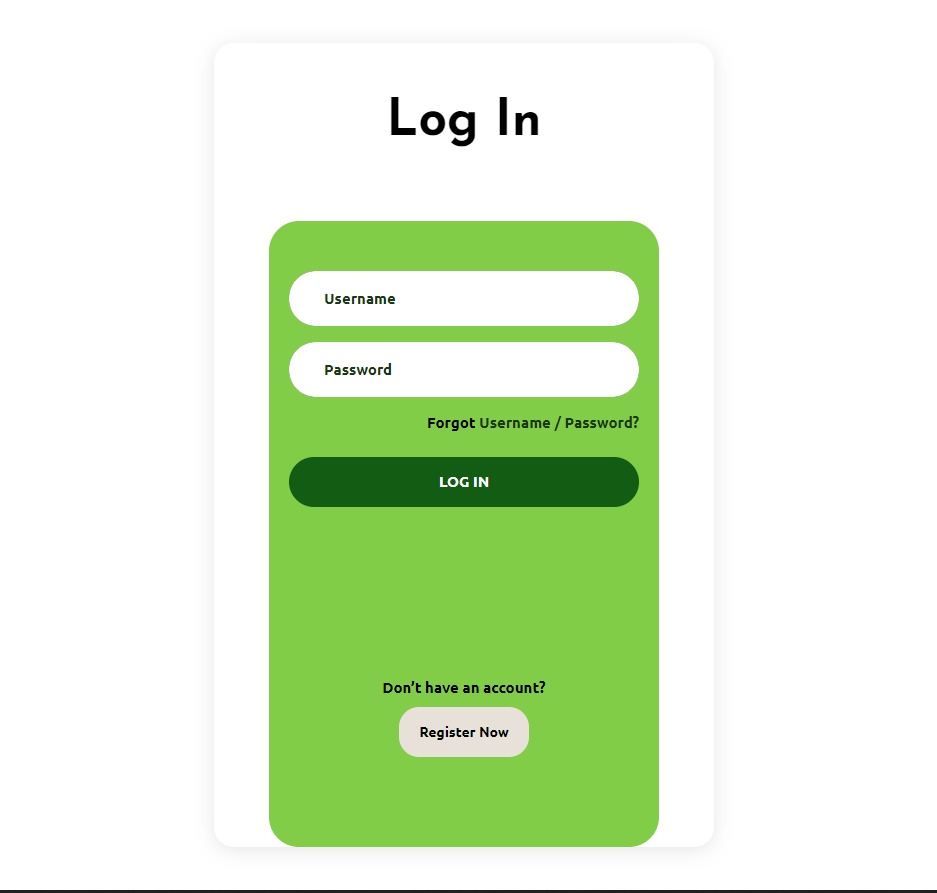 Log In
Username
Password
Forgot Username / Password?
LOG IN
Don’t have an account?
Register Now